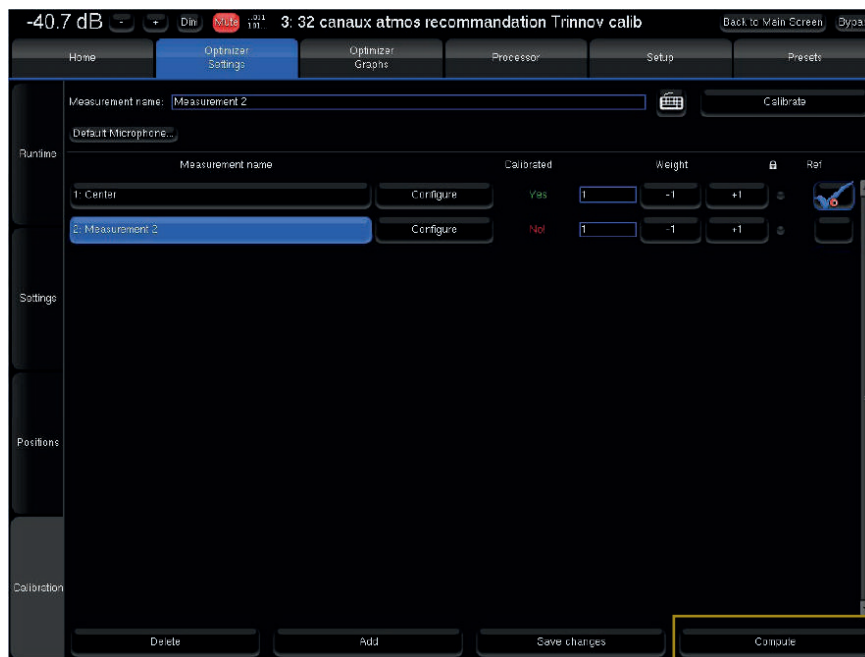 -40.7 dB - + Dim Mute ..011 101.. 3: 32 canaux atmos recommandation Trinnov calib Back to Main Screen
Home Optimizer Settings Optimizer Graphs Processor Setup Presets
Measurement name: Measurement 2 Calibrate
Default Microphone...
Runtime
Measurement name Calibrated Weight Ref
1: Center Configure Yes 1 -1 +1
2: Measurement 2 Configure No! 1 -1 +1
Settings
Positions
Calibration
Delete Add Save changes Compute